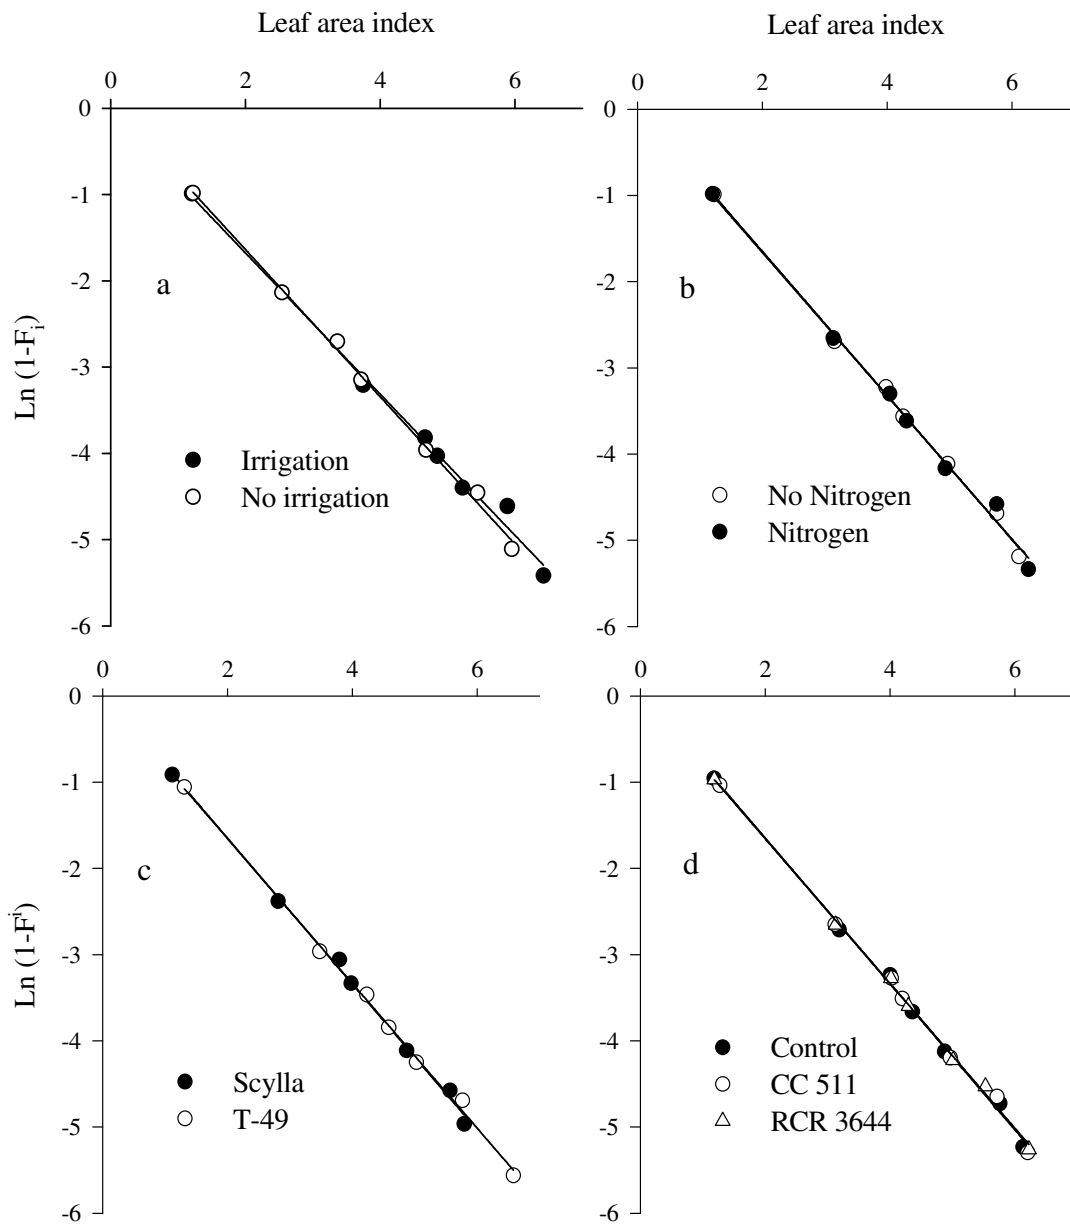 Leaf area index Leaf area index
0 2 4 6 0 2 4 6
0 0
-1 -1
-2 -2
a b
-3 -3
Ln (1-Fi)
-4 -4
Irrigation
No irrigation No Nitrogen
Nitrogen
-5 -5
-6 -6
0 2 4 6 0 2 4 6
0 0
-1 -1
-2 -2
c d
-3 -3
Ln (1-Fi)
-4 -4
Control
Scylla CC 511
T-49 RCR 3644
-5 -5
-6 -6